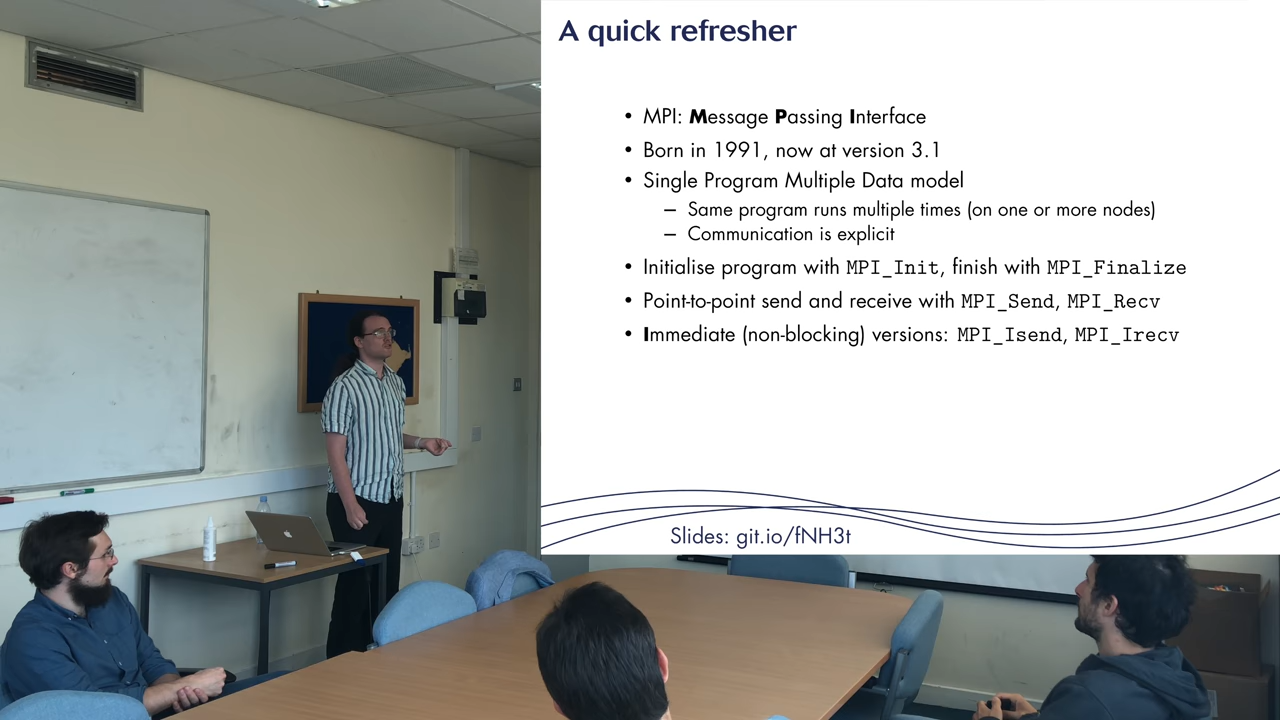 A quick refresher
• MPI: Message Passing Interface
• Born in 1991, now at version 3.1
• Single Program Multiple Data model
– Same program runs multiple times (on one or more nodes)
– Communication is explicit
• Initialise program with MPI_Init, finish with MPI_Finalize
• Point-to-point send and receive with MPI_Send, MPI_Recv
• Immediate (non-blocking) versions: MPI_Isend, MPI_Irecv
Slides: git.io/fNH3t